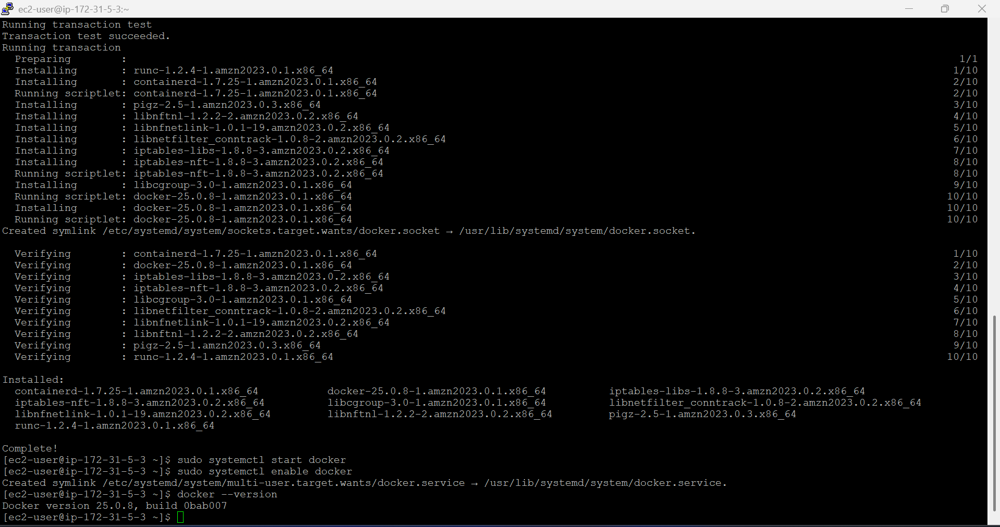 ec2-user@ip-172-31-5-3:~
Running transaction test
Transaction test succeeded.
Running transaction
  Preparing        :                                                        1/1
  Installing       : runc-1.2.4-1.amzn2023.0.1.x86_64                       1/10
  Installing       : containerd-1.7.25-1.amzn2023.0.1.x86_64                2/10
  Running scriptlet: containerd-1.7.25-1.amzn2023.0.1.x86_64                2/10
  Installing       : pigz-2.5-1.amzn2023.0.3.x86_64                         3/10
  Installing       : libnftnl-1.2.2-2.amzn2023.0.2.x86_64                   4/10
  Installing       : libnfnetlink-1.0.1-19.amzn2023.0.2.x86_64              5/10
  Installing       : libnetfilter_conntrack-1.0.8-2.amzn2023.0.2.x86_64     6/10
  Installing       : iptables-libs-1.8.8-3.amzn2023.0.2.x86_64              7/10
  Installing       : iptables-nft-1.8.8-3.amzn2023.0.2.x86_64               8/10
  Running scriptlet: iptables-nft-1.8.8-3.amzn2023.0.2.x86_64               8/10
  Installing       : libcgroup-3.0-1.amzn2023.0.1.x86_64                    9/10
  Running scriptlet: docker-25.0.8-1.amzn2023.0.1.x86_64                    10/10
  Installing       : docker-25.0.8-1.amzn2023.0.1.x86_64                    10/10
  Running scriptlet: docker-25.0.8-1.amzn2023.0.1.x86_64                    10/10
Created symlink /etc/systemd/system/sockets.target.wants/docker.socket → /usr/lib/systemd/system/docker.socket.
  Verifying        : containerd-1.7.25-1.amzn2023.0.1.x86_64                1/10
  Verifying        : docker-25.0.8-1.amzn2023.0.1.x86_64                    2/10
  Verifying        : iptables-libs-1.8.8-3.amzn2023.0.2.x86_64              3/10
  Verifying        : iptables-nft-1.8.8-3.amzn2023.0.2.x86_64               4/10
  Verifying        : libcgroup-3.0-1.amzn2023.0.1.x86_64                    5/10
  Verifying        : libnetfilter_conntrack-1.0.8-2.amzn2023.0.2.x86_64     6/10
  Verifying        : libnfnetlink-1.0.1-19.amzn2023.0.2.x86_64              7/10
  Verifying        : libnftnl-1.2.2-2.amzn2023.0.2.x86_64                   8/10
  Verifying        : pigz-2.5-1.amzn2023.0.3.x86_64                         9/10
  Verifying        : runc-1.2.4-1.amzn2023.0.1.x86_64                       10/10
Installed:
  containerd-1.7.25-1.amzn2023.0.1.x86_64 docker-25.0.8-1.amzn2023.0.1.x86_64 iptables-libs-1.8.8-3.amzn2023.0.2.x86_64
  iptables-nft-1.8.8-3.amzn2023.0.2.x86_64 libcgroup-3.0-1.amzn2023.0.1.x86_64 libnetfilter_conntrack-1.0.8-2.amzn2023.0.2.x86_64
  libnfnetlink-1.0.1-19.amzn2023.0.2.x86_64 libnftnl-1.2.2-2.amzn2023.0.2.x86_64 pigz-2.5-1.amzn2023.0.3.x86_64
  runc-1.2.4-1.amzn2023.0.1.x86_64
Complete!
[ec2-user@ip-172-31-5-3 ~]$ sudo systemctl start docker
[ec2-user@ip-172-31-5-3 ~]$ sudo systemctl enable docker
Created symlink /etc/systemd/system/multi-user.target.wants/docker.service → /usr/lib/systemd/system/docker.service.
[ec2-user@ip-172-31-5-3 ~]$ docker --version
Docker version 25.0.8, build 0bab007
[ec2-user@ip-172-31-5-3 ~]$